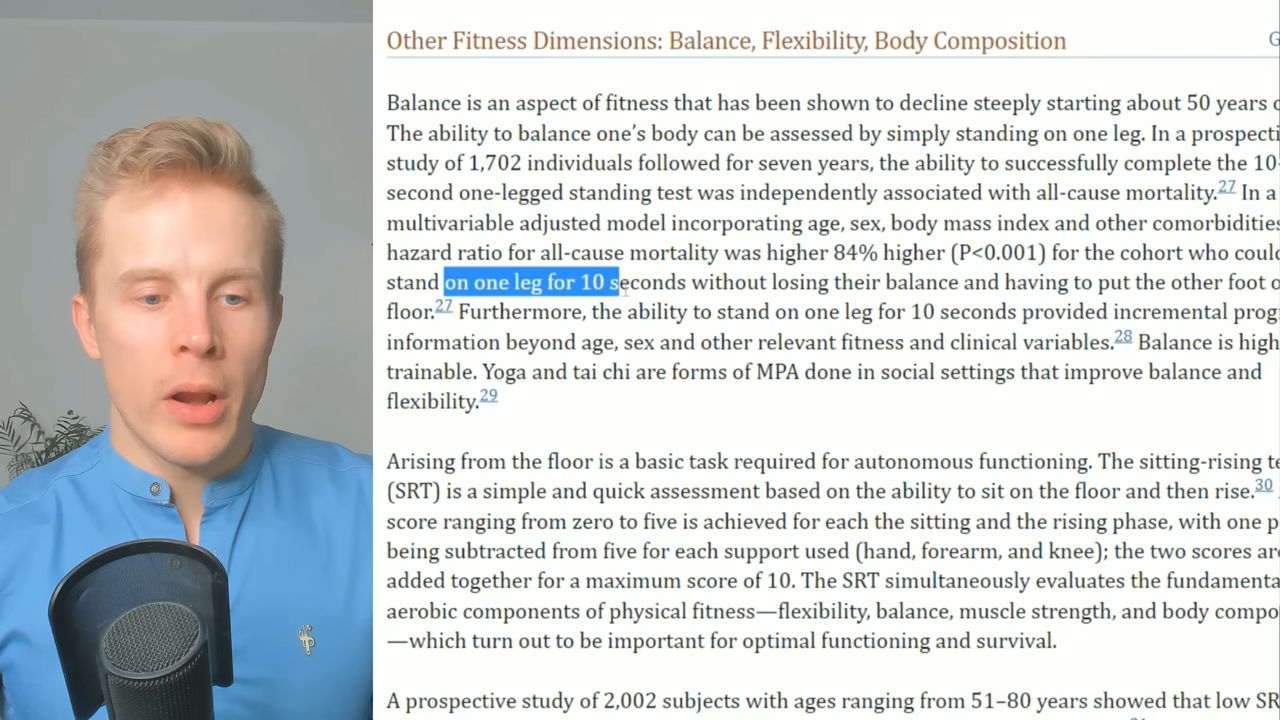 Other Fitness Dimensions: Balance, Flexibility, Body Composition
Balance is an aspect of fitness that has been shown to decline steeply starting about 50 years
The ability to balance one’s body can be assessed by simply standing on one leg. In a
study of 1,702 individuals followed for seven years, the ability to successfully complete the 10-
second one-legged standing test was independently associated with all-cause mortality.27 In a
multivariable adjusted model incorporating age, sex, body mass index and other
hazard ratio for all-cause mortality was higher 84% higher (P<0.001) for the cohort who
stand on one leg for 10 seconds without losing their balance and having to put the other foot
floor.27 Furthermore, the ability to stand on one leg for 10 seconds provided incremental
information beyond age, sex and other relevant fitness and clinical variables.28 Balance is
trainable. Yoga and tai chi are forms of MPA done in social settings that improve balance and
flexibility.29
Arising from the floor is a basic task required for autonomous functioning. The sitting-rising
(SRT) is a simple and quick assessment based on the ability to sit on the floor and then rise.30
score ranging from zero to five is achieved for each the sitting and the rising phase, with one
being subtracted from five for each support used (hand, forearm, and knee); the two scores
added together for a maximum score of 10. The SRT simultaneously evaluates the
aerobic components of physical fitness—flexibility, balance, muscle strength, and body
—which turn out to be important for optimal functioning and survival.
A prospective study of 2,002 subjects with ages ranging from 51–80 years showed that low